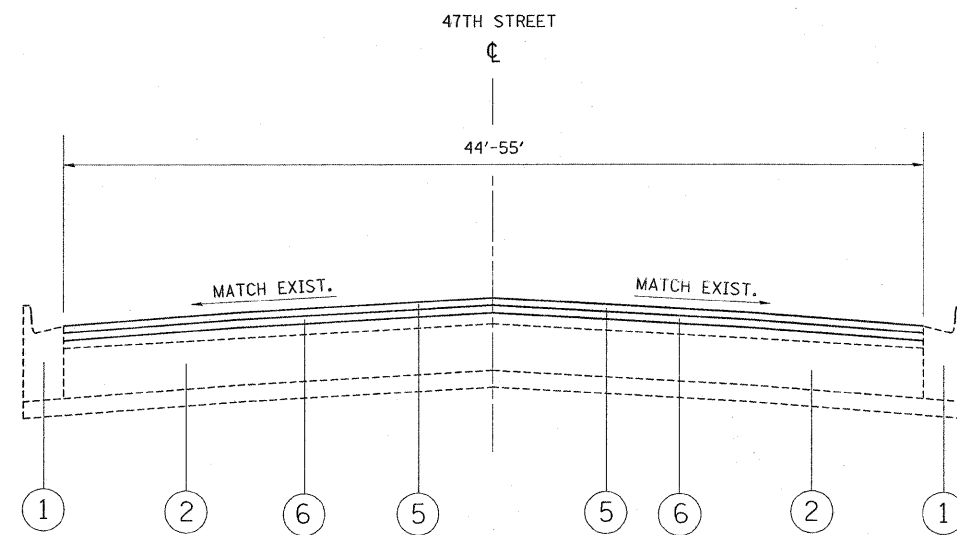 47TH STREET
℄
44'-55'
MATCH EXIST. MATCH EXIST.
1 2 6 5 5 6 2 1